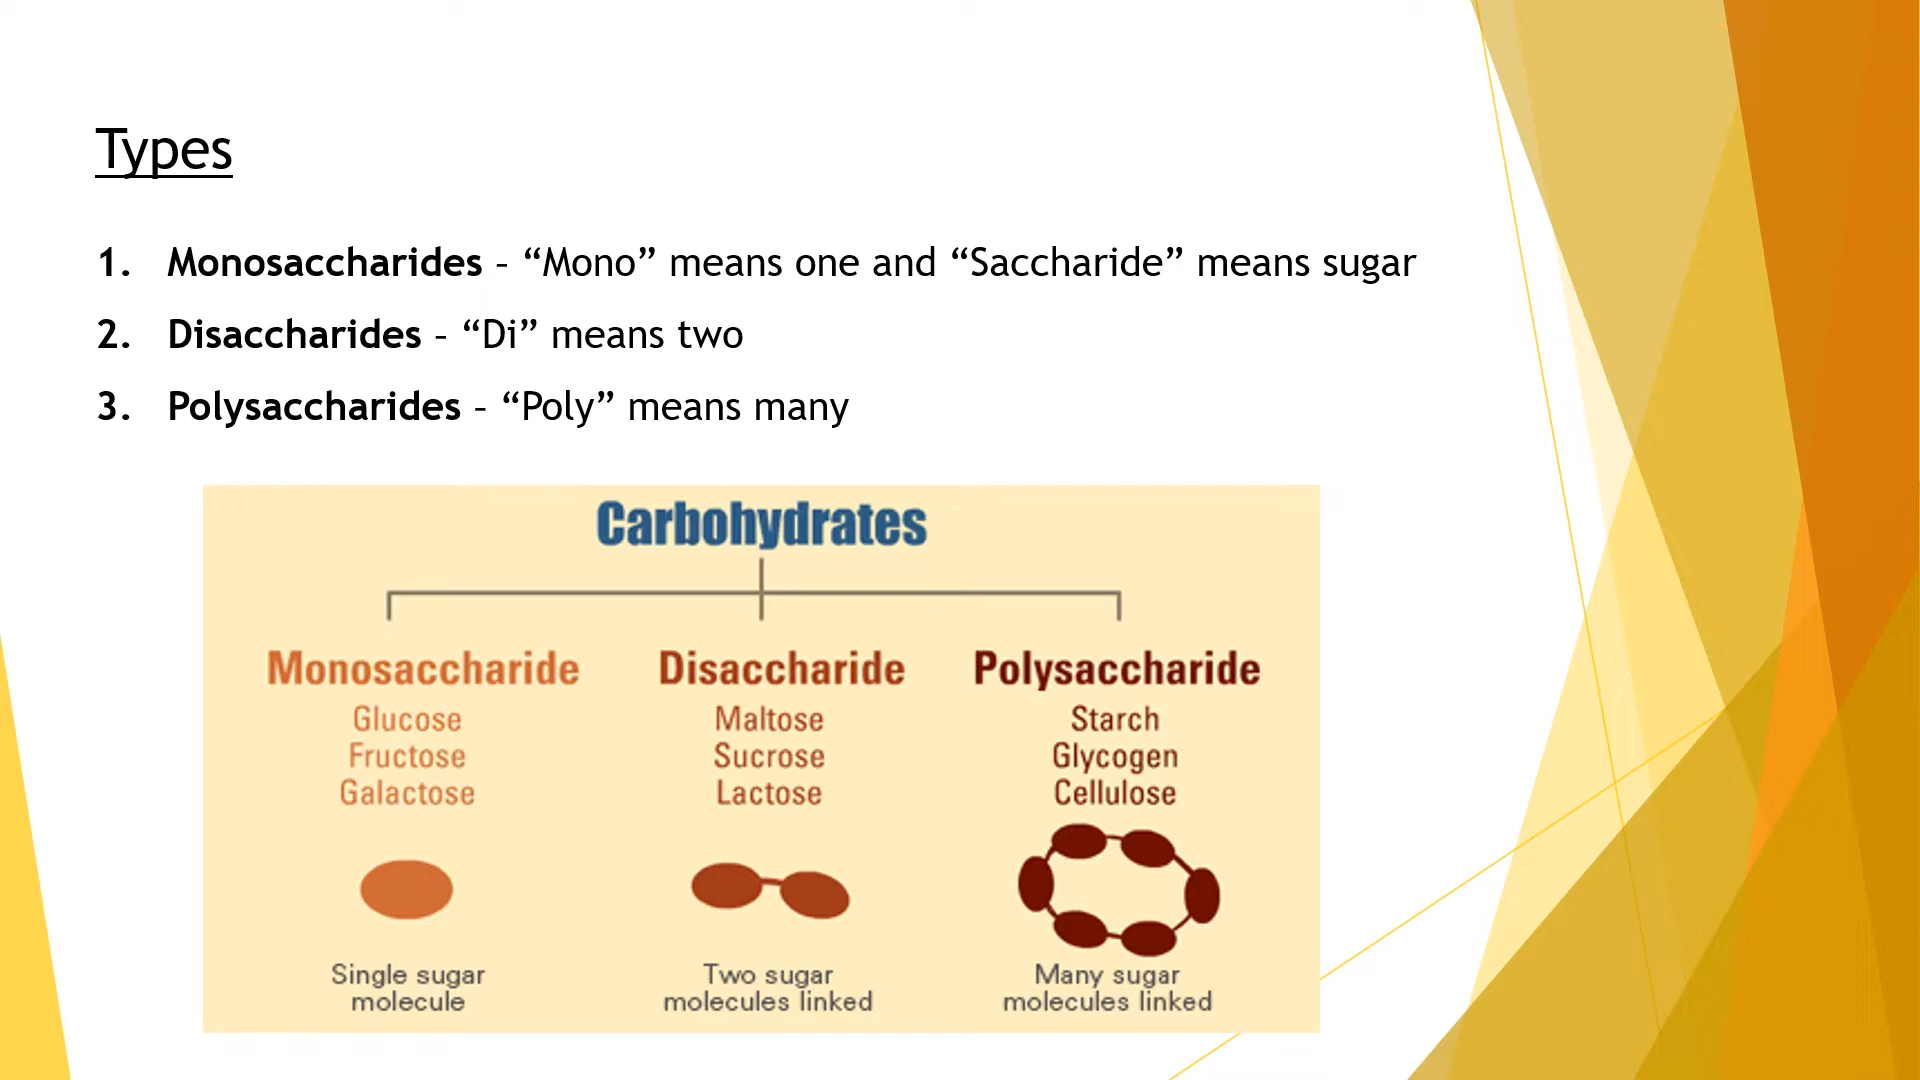 Types
1. Monosaccharides – “Mono” means one and “Saccharide” means sugar
2. Disaccharides – “Di” means two
3. Polysaccharides – “Poly” means many
Carbohydrates
Monosaccharide
Glucose
Fructose
Galactose
Single sugar
molecule
Disaccharide
Maltose
Sucrose
Lactose
Two sugar
molecules linked
Polysaccharide
Starch
Glycogen
Cellulose
Many sugar
molecules linked